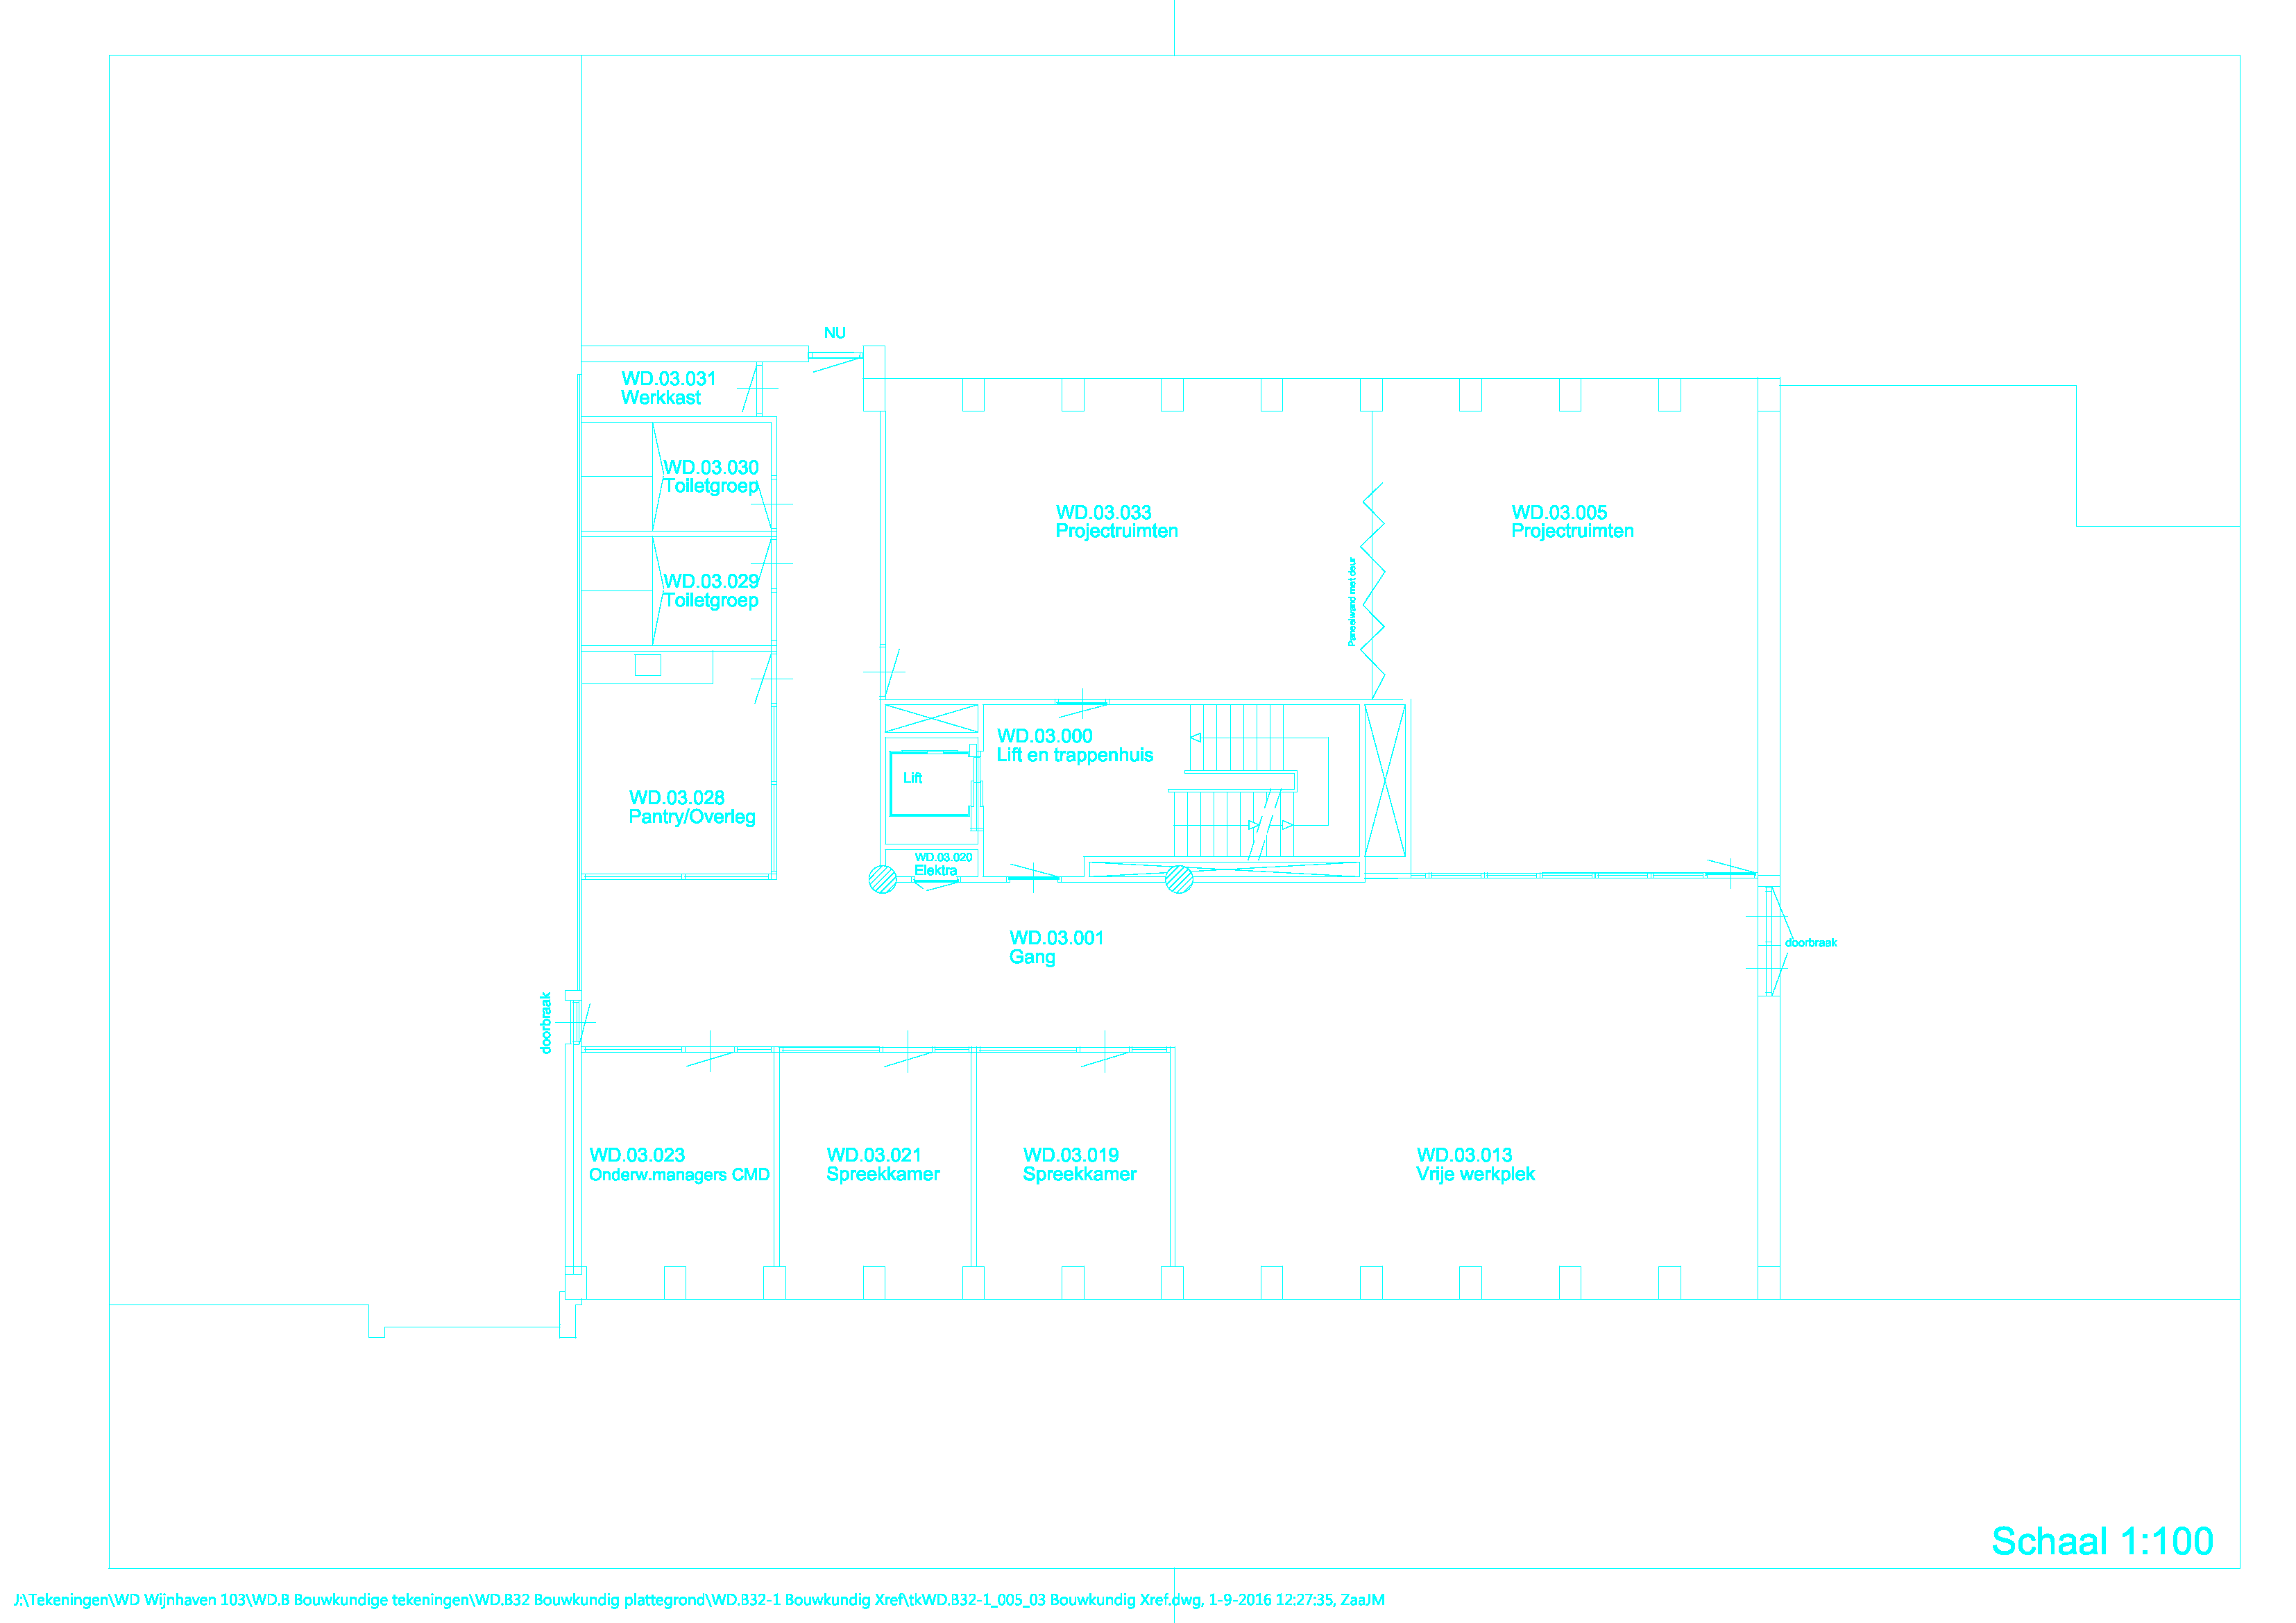 NU
WD.03.031
Werkkast
WD.03.030
Toiletgroep
WD.03.033
Projectruimten
WD.03.005
Projectruimten
Paneelwand met deur
WD.03.029
Toiletgroep
WD.03.000
Lift en trappenhuis
Lift
WD.03.028
Pantry/Overleg
WD.03.020
Elektra
WD.03.001
Gang
doorbraak
doorbraak
WD.03.023
Onderw.managers CMD
WD.03.021
Spreekkamer
WD.03.019
Spreekkamer
WD.03.013
Vrije werkplek
Schaal 1:100
J:\Tekeningen\WD Wijnhaven 103\WD.B Bouwkundige tekeningen\WD.B32 Bouwkundig plattegrond\WD.B32-1 Bouwkundig Xref\tkWD.B32-1_005_03 Bouwkundig Xref.dwg, 1-9-2016 12:27:35, ZaaJM